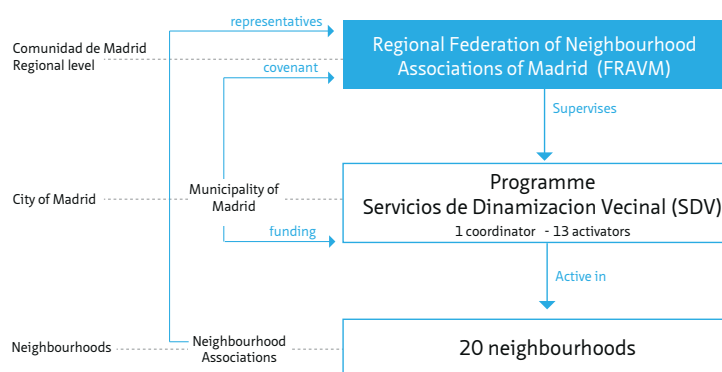 representatives
Comunidad de Madrid
Regional level
covenant
Regional Federation of Neighbourhood
Associations of Madrid (FRAVM)
Supervises
City of Madrid
Municipality of
Madrid
Programme
Servicios de Dinamizacion Vecinal (SDV)
1 coordinator - 13 activators
funding
Active in
Neighbourhoods
Neighbourhood
Associations
20 neighbourhoods